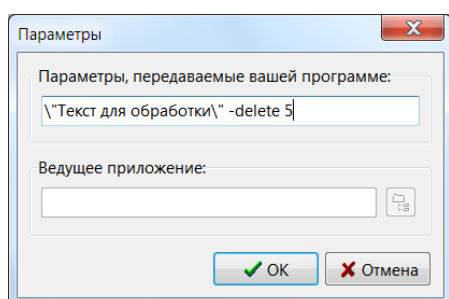 Параметры
Параметры, передаваемые вашей программе:
\"Текст для обработки\" -delete 5
Ведущее приложение:
OK
Отмена